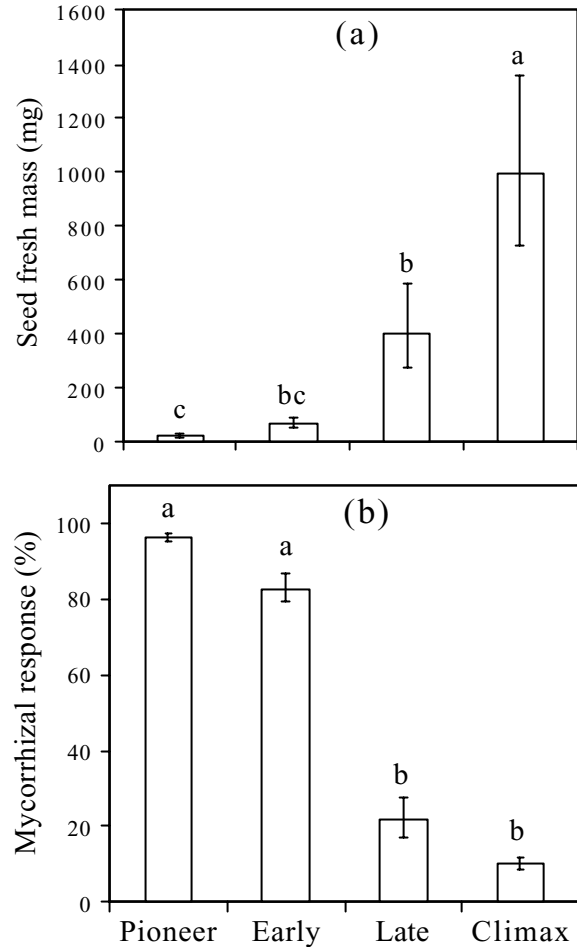 (a)
Seed fresh mass (mg)
1600
1400
1200
1000
800
600
400
200
0
c
bc
b
a
(b)
Mycorrhizal response (%)
100
80
60
40
20
0
a
a
b
b
Pioneer Early Late Climax